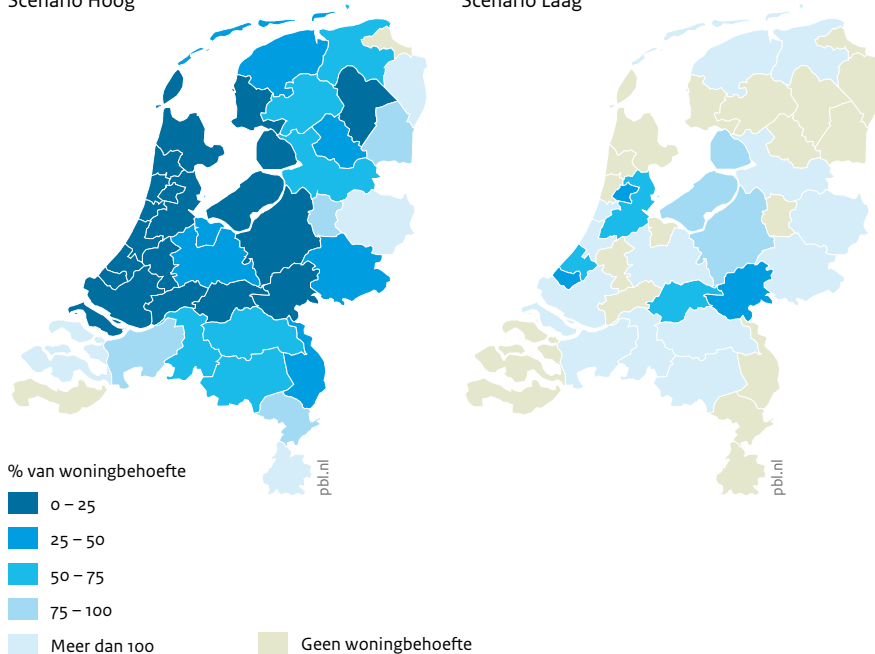 Scenario Hoog
Scenario Laag
pbl.nl
pbl.nl
% van woningbehoefte
0 – 25
25 – 50
50 – 75
75 – 100
Meer dan 100
Geen woningbehoefte